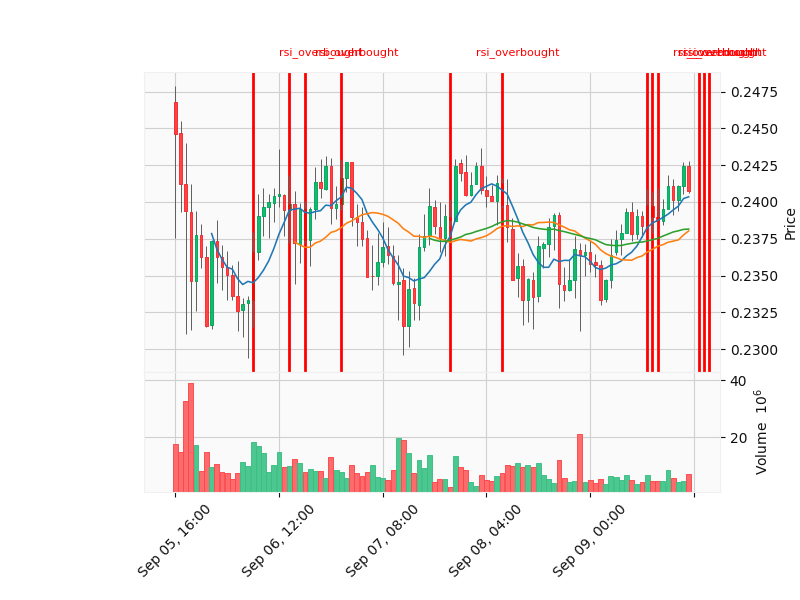 rsi_overbought
rsi_overbought
0.2475
0.2450
0.2425
0.2400
0.2375
0.2350
0.2325
0.2300
Price
40
20
Volume 10⁶
Sep 05, 16:00
Sep 06, 12:00
Sep 07, 08:00
Sep 08, 04:00
Sep 09, 00:00